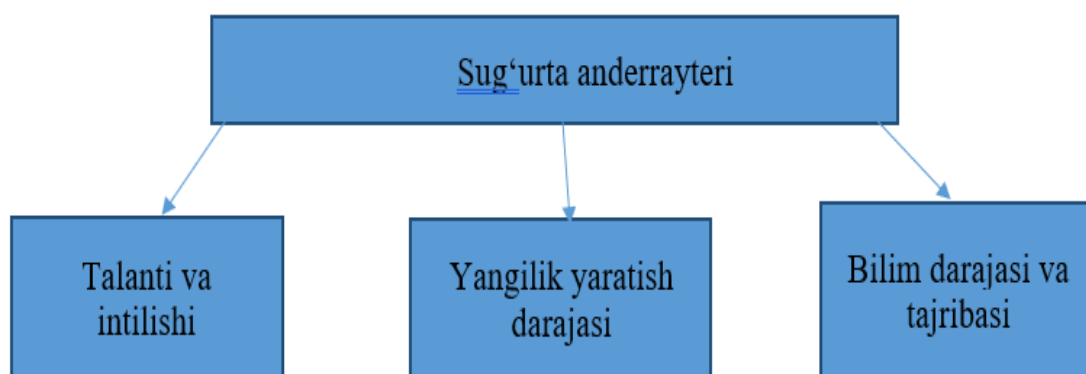 Sug‘urta anderrayteri
Talanti va
intilishi
Yangilik yaratish
darajasi
Bilim darajasi va
tajribasi